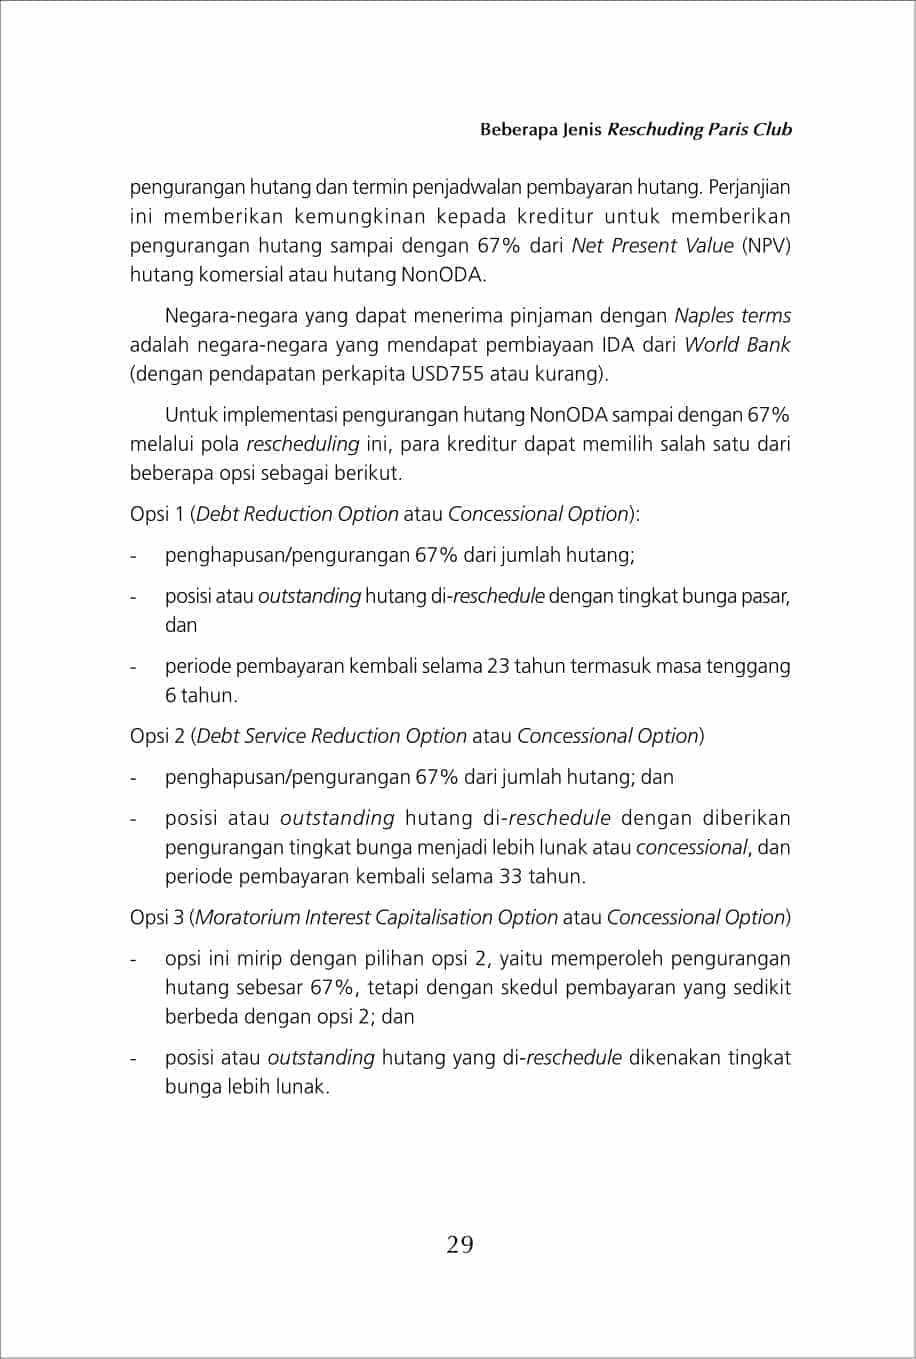 Beberapa Jenis Reschuding Paris Club
pengurangan hutang dan termin penjadwalan pembayaran hutang. Perjanjian
ini memberikan kemungkinan kepada kreditur untuk memberikan
pengurangan hutang sampai dengan 67% dari Net Present Value (NPV)
hutang komersial atau hutang NonODA.
Negara-negara yang dapat menerima pinjaman dengan Naples terms
adalah negara-negara yang mendapat pembiayaan IDA dari World Bank
(dengan pendapatan perkapita USD755 atau kurang).
Untuk implementasi pengurangan hutang NonODA sampai dengan 67%
melalui pola rescheduling ini, para kreditur dapat memilih salah satu dari
beberapa opsi sebagai berikut.
Opsi 1 (Debt Reduction Option atau Concessional Option):
- penghapusan/pengurangan 67% dari jumlah hutang;
- posisi atau outstanding hutang di-reschedule dengan tingkat bunga pasar,
dan
- periode pembayaran kembali selama 23 tahun termasuk masa tenggang
6 tahun.
Opsi 2 (Debt Service Reduction Option atau Concessional Option)
- penghapusan/pengurangan 67% dari jumlah hutang; dan
- posisi atau outstanding hutang di-reschedule dengan diberikan
pengurangan tingkat bunga menjadi lebih lunak atau concessional, dan
periode pembayaran kembali selama 33 tahun.
Opsi 3 (Moratorium Interest Capitalisation Option atau Concessional Option)
- opsi ini mirip dengan pilihan opsi 2, yaitu memperoleh pengurangan
hutang sebesar 67%, tetapi dengan skedul pembayaran yang sedikit
berbeda dengan opsi 2; dan
- posisi atau outstanding hutang yang di-reschedule dikenakan tingkat
bunga lebih lunak.
29